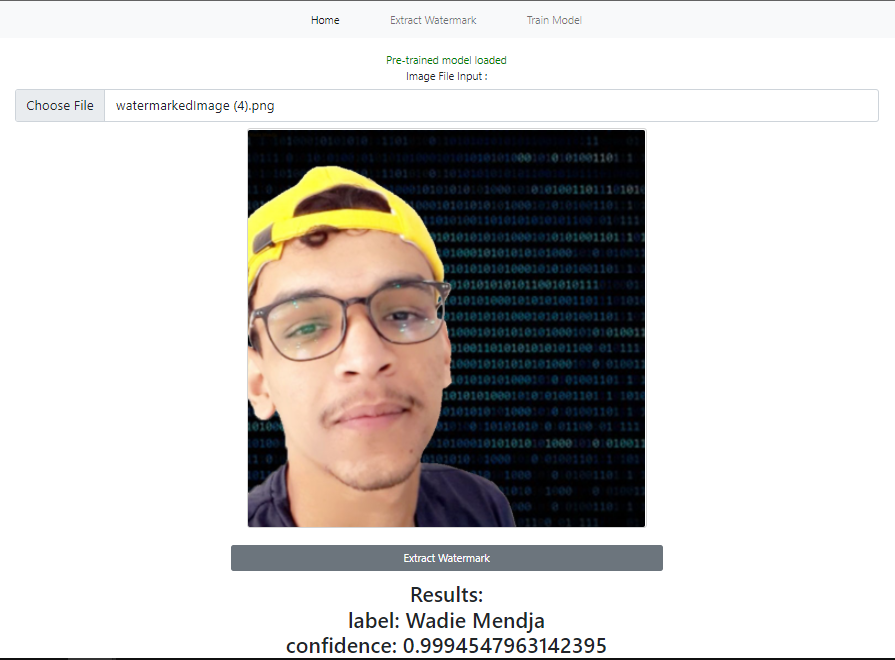 Home Extract Watermark Train Model
Pre-trained model loaded
Image File Input :
Choose File watermarkedImage (4).png
Extract Watermark
Results:
label: Wadie Mendja
confidence: 0.9994547963142395